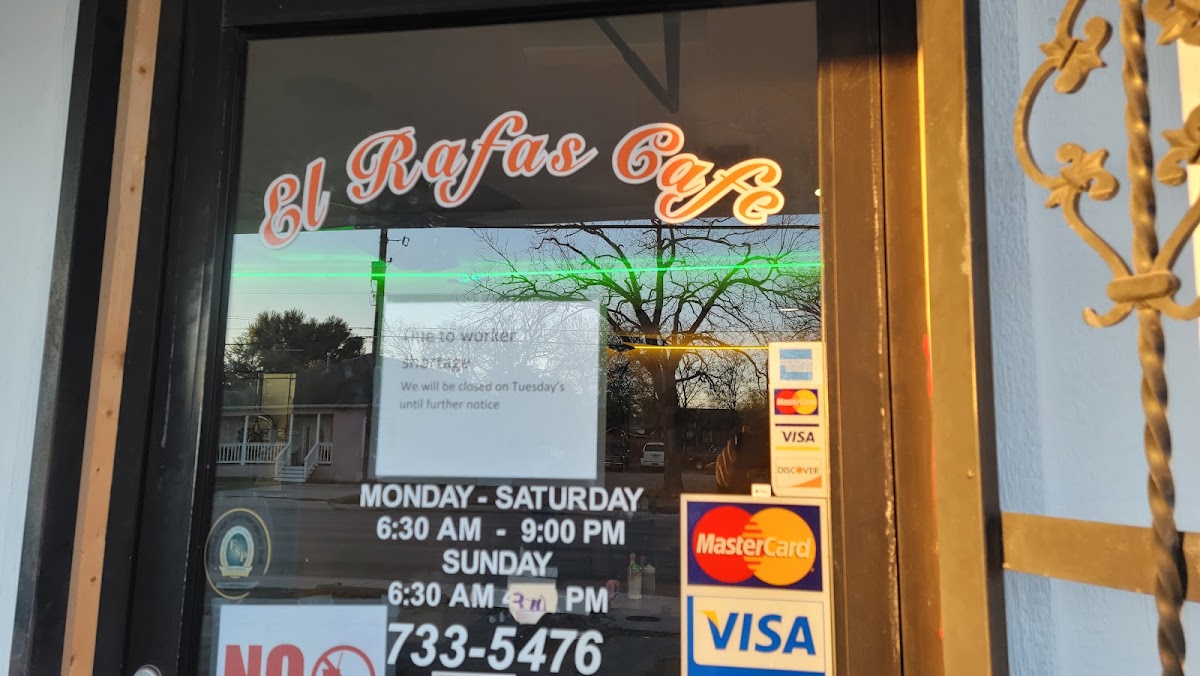 El Rafas Cafe
Due to worker
shortage
We will be closed on Tuesday's
until further notice
MasterCard
VISA
DISCOVER
MONDAY - SATURDAY
6:30 AM - 9:00 PM
SUNDAY
6:30 AM PM
733-5476
MasterCard
VISA
NO